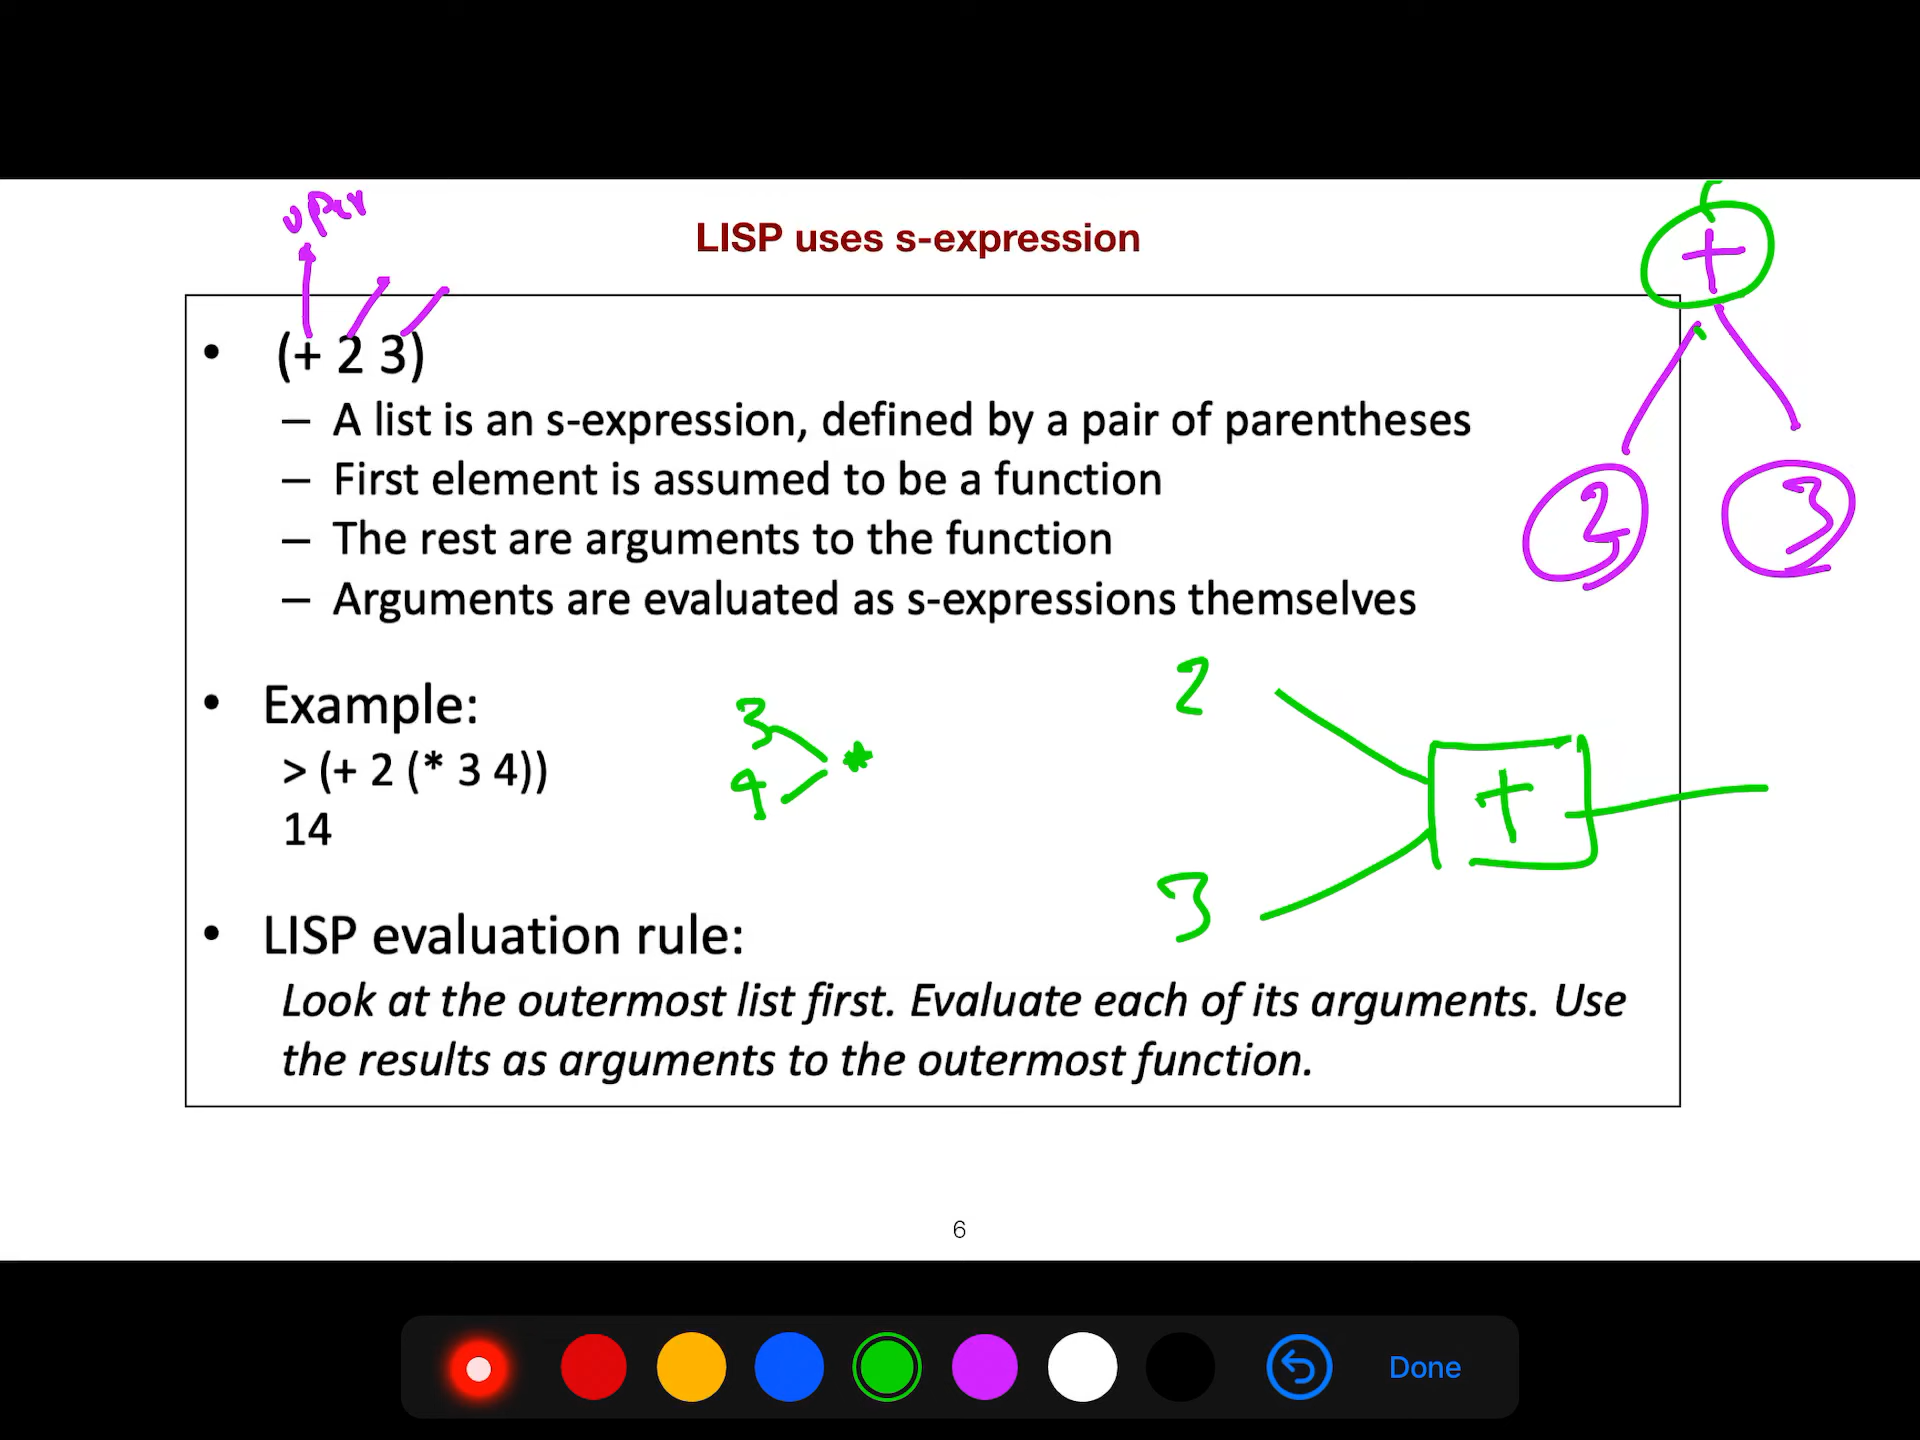 oper
LISP uses s-expression
+
• (+ 2 3)
– A list is an s-expression, defined by a pair of parentheses
– First element is assumed to be a function
2 3
– The rest are arguments to the function
– Arguments are evaluated as s-expressions themselves
2
• Example:
3
> (+ 2 (* 3 4))
*
4
+
14
3
• LISP evaluation rule:
Look at the outermost list first. Evaluate each of its arguments. Use
the results as arguments to the outermost function.
6
Done